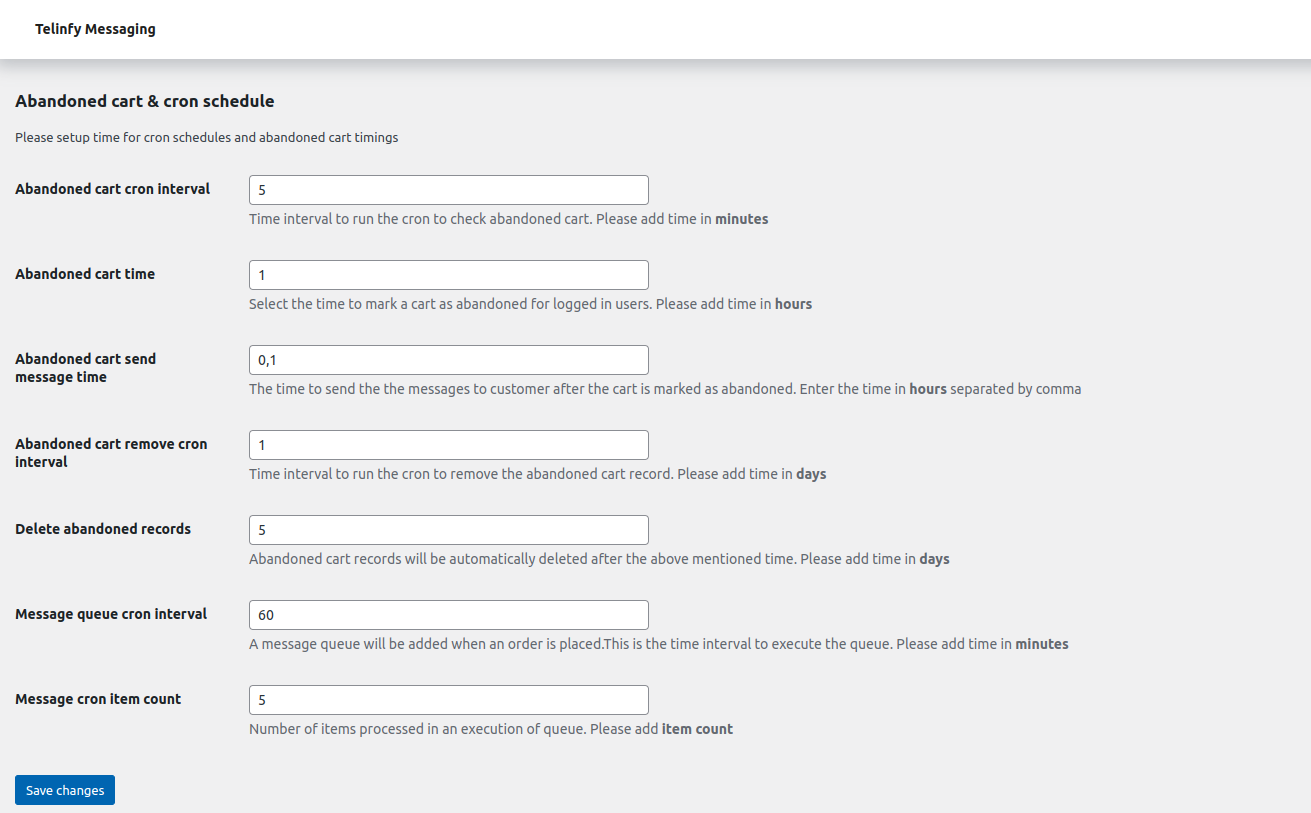 Telinfy Messaging
Abandoned cart & cron schedule
Please setup time for cron schedules and abandoned cart timings
Abandoned cart cron interval
5
Time interval to run the cron to check abandoned cart. Please add time in minutes
Abandoned cart time
1
Select the time to mark a cart as abandoned for logged in users. Please add time in hours
Abandoned cart send
message time
0,1
The time to send the the messages to customer after the cart is marked as abandoned. Enter the time in hours separated by comma
Abandoned cart remove cron
interval
1
Time interval to run the cron to remove the abandoned cart record. Please add time in days
Delete abandoned records
5
Abandoned cart records will be automatically deleted after the above mentioned time. Please add time in days
Message queue cron interval
60
A message queue will be added when an order is placed.This is the time interval to execute the queue. Please add time in minutes
Message cron item count
5
Number of items processed in an execution of queue. Please add item count
Save changes